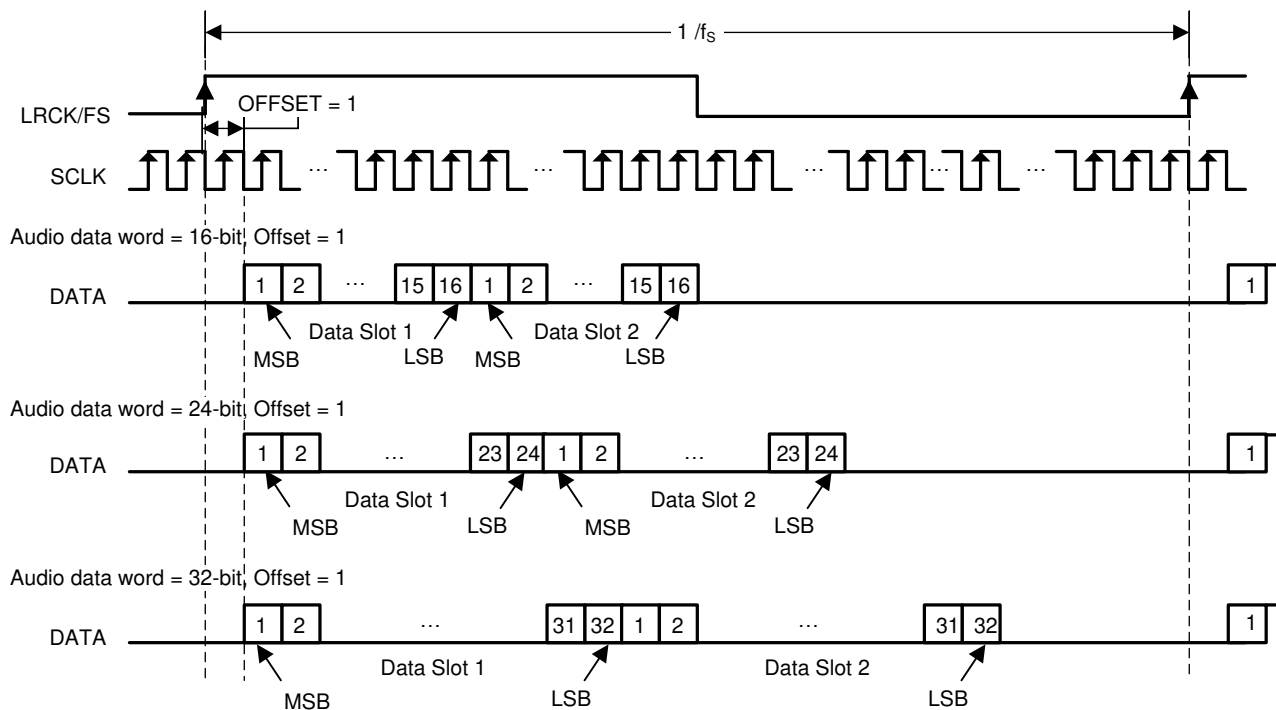 1 /fS
LRCK/FS
OFFSET = 1
SCLK
... ... ... ... ...
Audio data word = 16-bit, Offset = 1
DATA
1 2 ... 15 16 1 2 ... 15 16 1
Data Slot 1 Data Slot 2
MSB LSB MSB LSB
Audio data word = 24-bit, Offset = 1
DATA
1 2 ... 23 24 1 2 ... 23 24 1
Data Slot 1 Data Slot 2
MSB LSB MSB LSB
Audio data word = 32-bit, Offset = 1
DATA
1 2 ... 31 32 1 2 ... 31 32 1
Data Slot 1 Data Slot 2
MSB LSB LSB